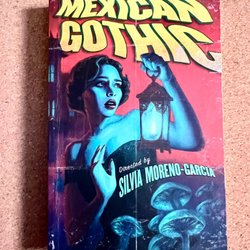 MEXICAN
GOTHIC
Directed by
SILVIA MORENO-GARCIA